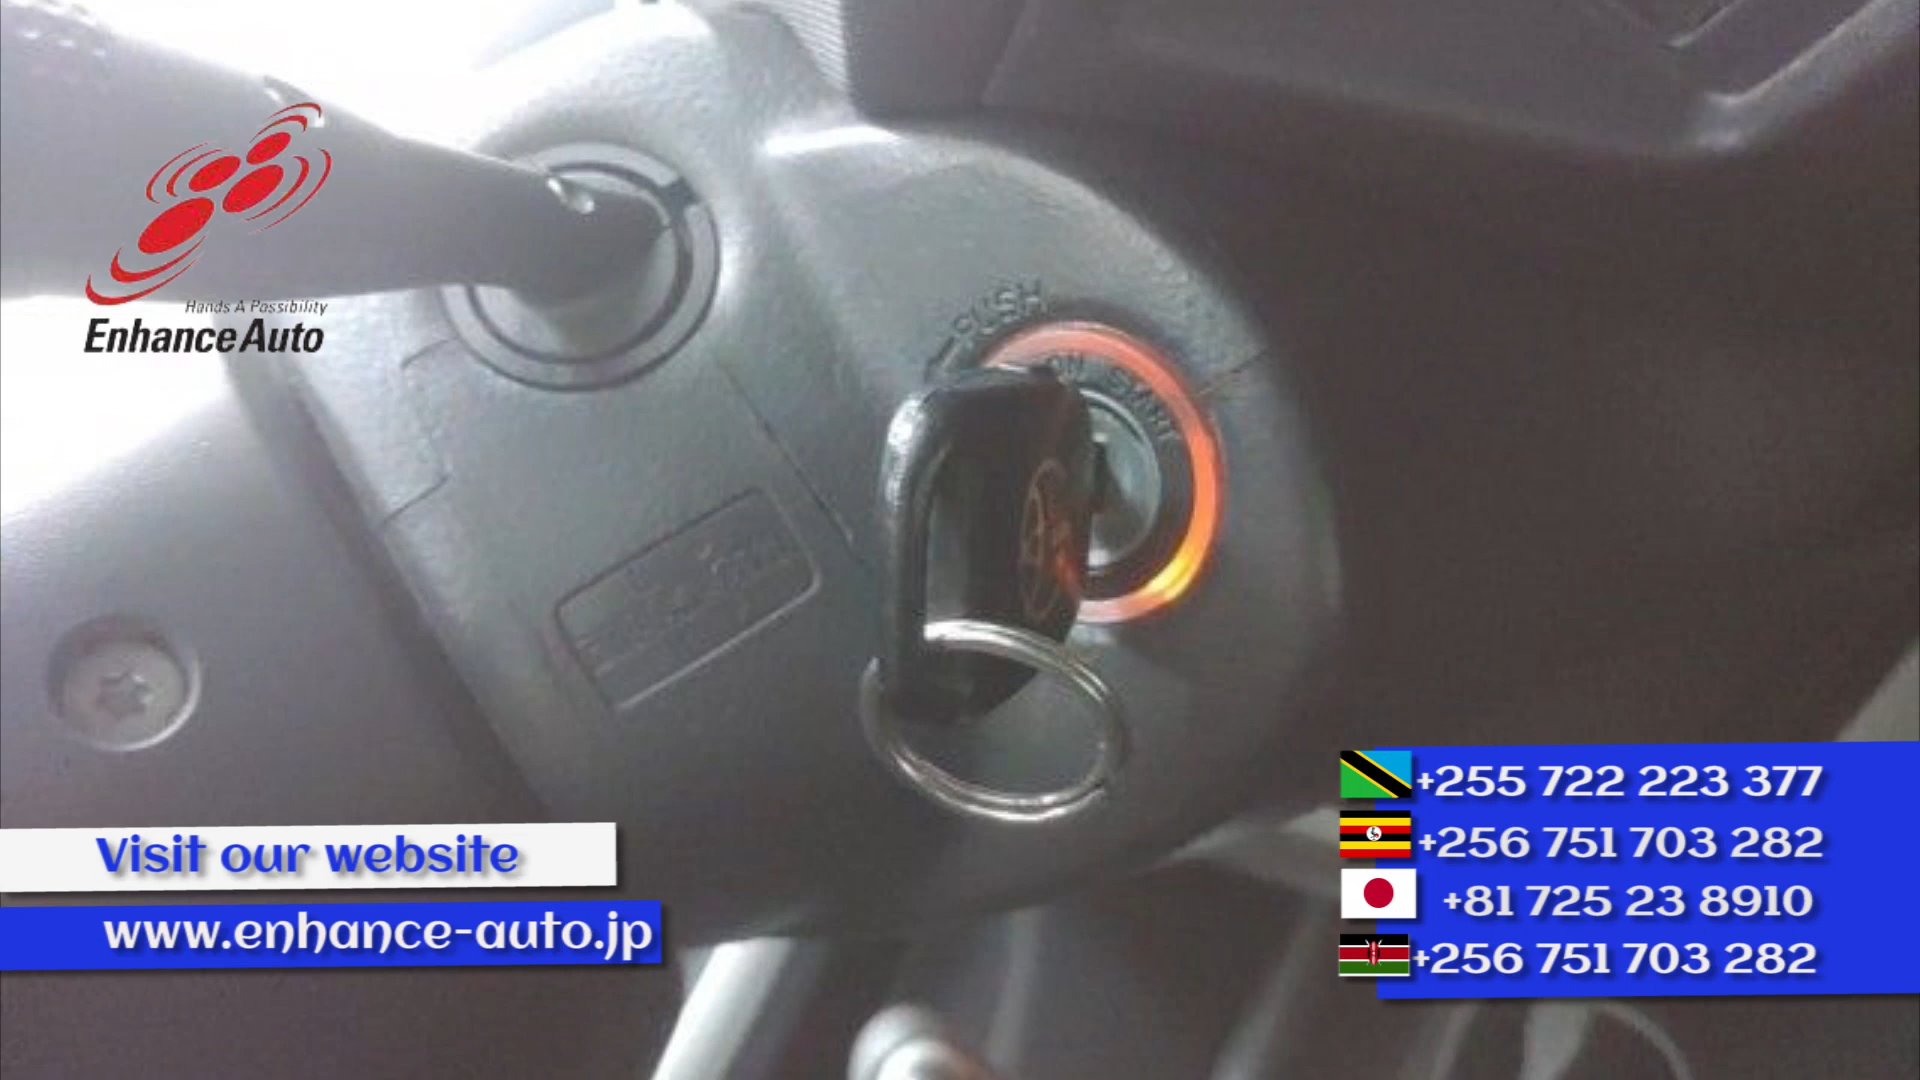 Hands A Possibility
Enhance Auto
PUSH
ON START
Visit our website
www.enhance-auto.jp
+255 722 223 377
+256 751 703 282
+81 725 23 8910
+256 751 703 282